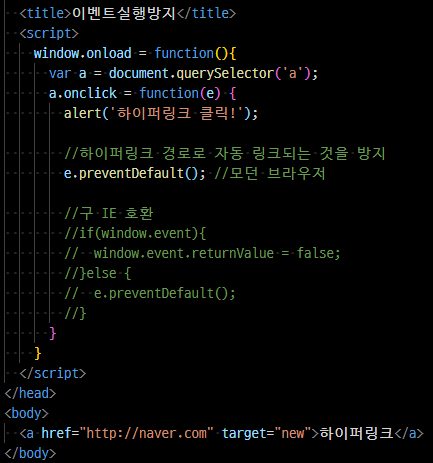 <title>이벤트실행방지</title>
<script>
window.onload = function(){
var a = document.querySelector('a');
a.onclick = function(e) {
alert('하이퍼링크 클릭!');
//하이퍼링크 경로로 자동 링크되는 것을 방지
e.preventDefault(); //모던 브라우저
//구 IE 호환
//if(window.event){
// window.event.returnValue = false;
//}else {
// e.preventDefault();
//}
}
}
</script>
</head>
<body>
<a href="http://naver.com" target="new">하이퍼링크</a>
</body>